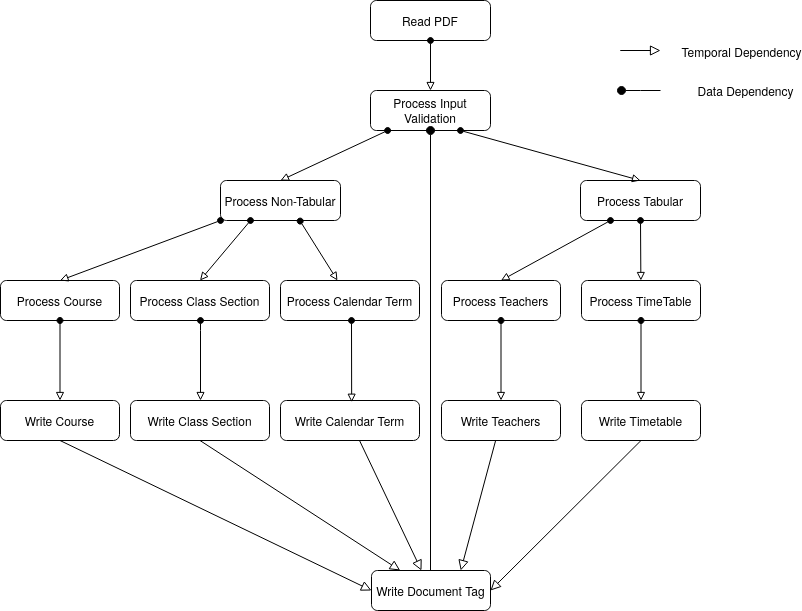 Read PDF
Temporal Dependency
Data Dependency
Process Input
Validation
Process Non-Tabular
Process Tabular
Process Course
Process Class Section
Process Calendar Term
Process Teachers
Process TimeTable
Write Course
Write Class Section
Write Calendar Term
Write Teachers
Write Timetable
Write Document Tag